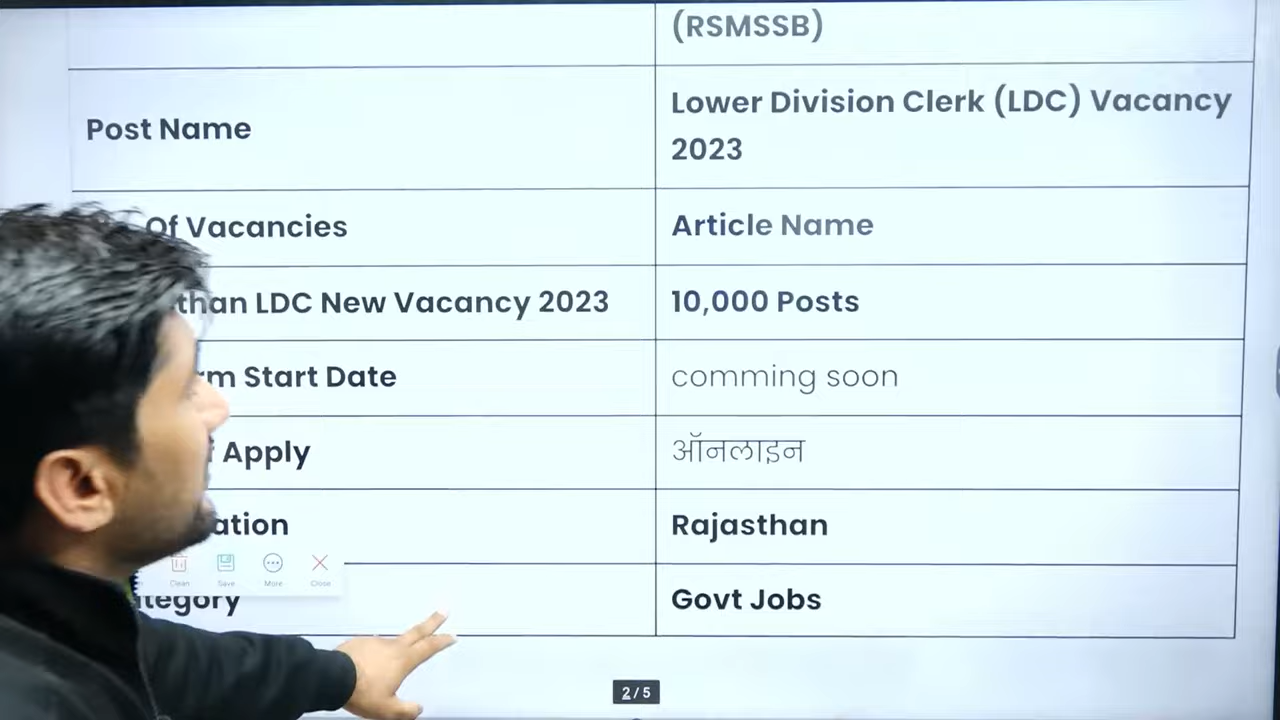 (RSMSSB)
Post Name
Lower Division Clerk (LDC) Vacancy
2023
Of Vacancies
Article Name
than LDC New Vacancy 2023
10,000 Posts
rm Start Date
comming soon
Apply
ऑनलाइन
ation
Rajasthan
Clean Save More Close
tegory
Govt Jobs
2/5